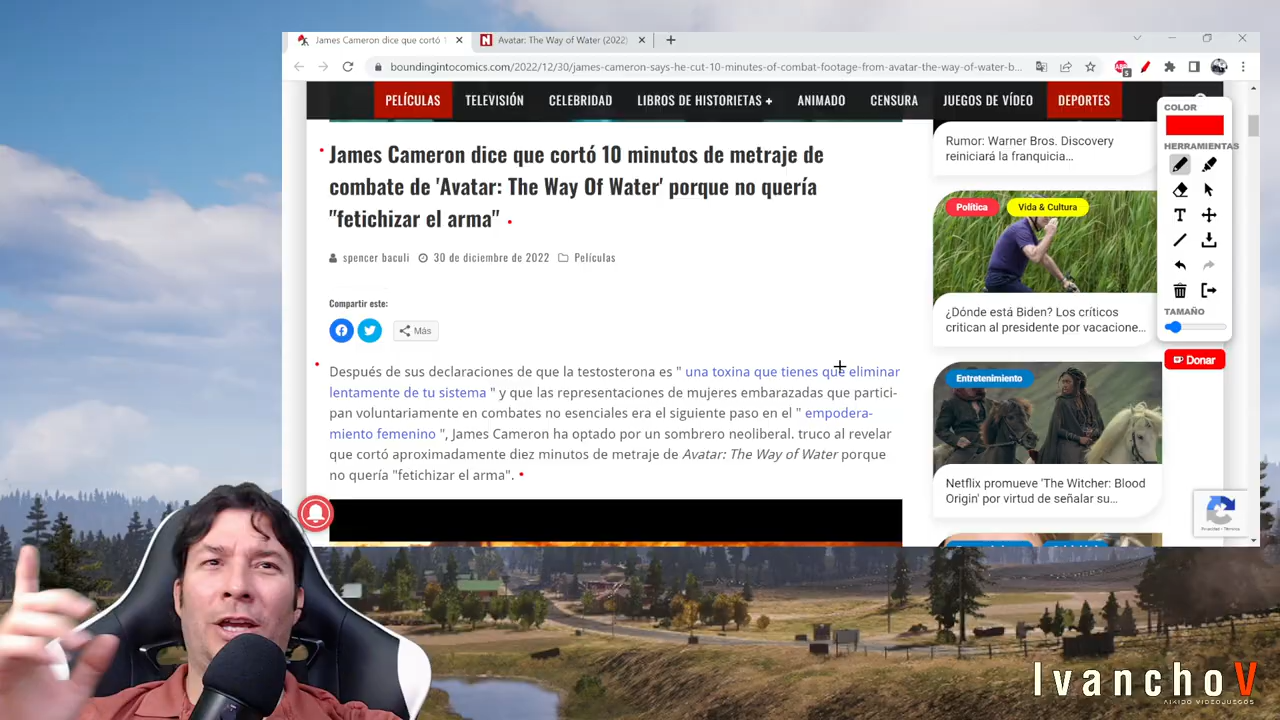 James Cameron dice que cortó 1
Avatar: The Way of Water (2022)
boundingintocomics.com/2022/12/30/james-cameron-says-he-cut-10-minutes-of-combat-footage-from-avatar-the-way-of-water-b...
PELÍCULAS TELEVISIÓN CELEBRIDAD LIBROS DE HISTORIETAS + ANIMADO CENSURA JUEGOS DE VÍDEO DEPORTES
James Cameron dice que cortó 10 minutos de metraje de
combate de 'Avatar: The Way Of Water' porque no quería
"fetichizar el arma"
spencer baculi 30 de diciembre de 2022 Películas
Compartir este:
Más
Después de sus declaraciones de que la testosterona es " una toxina que tienes que eliminar
lentamente de tu sistema " y que las representaciones de mujeres embarazadas que partici-
pan voluntariamente en combates no esenciales era el siguiente paso en el " empodera-
miento femenino ", James Cameron ha optado por un sombrero neoliberal. truco al revelar
que cortó aproximadamente diez minutos de metraje de Avatar: The Way of Water porque
no quería "fetichizar el arma".
Rumor: Warner Bros. Discovery
reiniciará la franquicia...
Política Vida & Cultura
¿Dónde está Biden? Los críticos
critican al presidente por vacacione...
Entretenimiento
Netflix promueve 'The Witcher: Blood
Origin' por virtud de señalar su...
COLOR
HERRAMIENTAS
T
TAMAÑO
Donar
IvanchoV